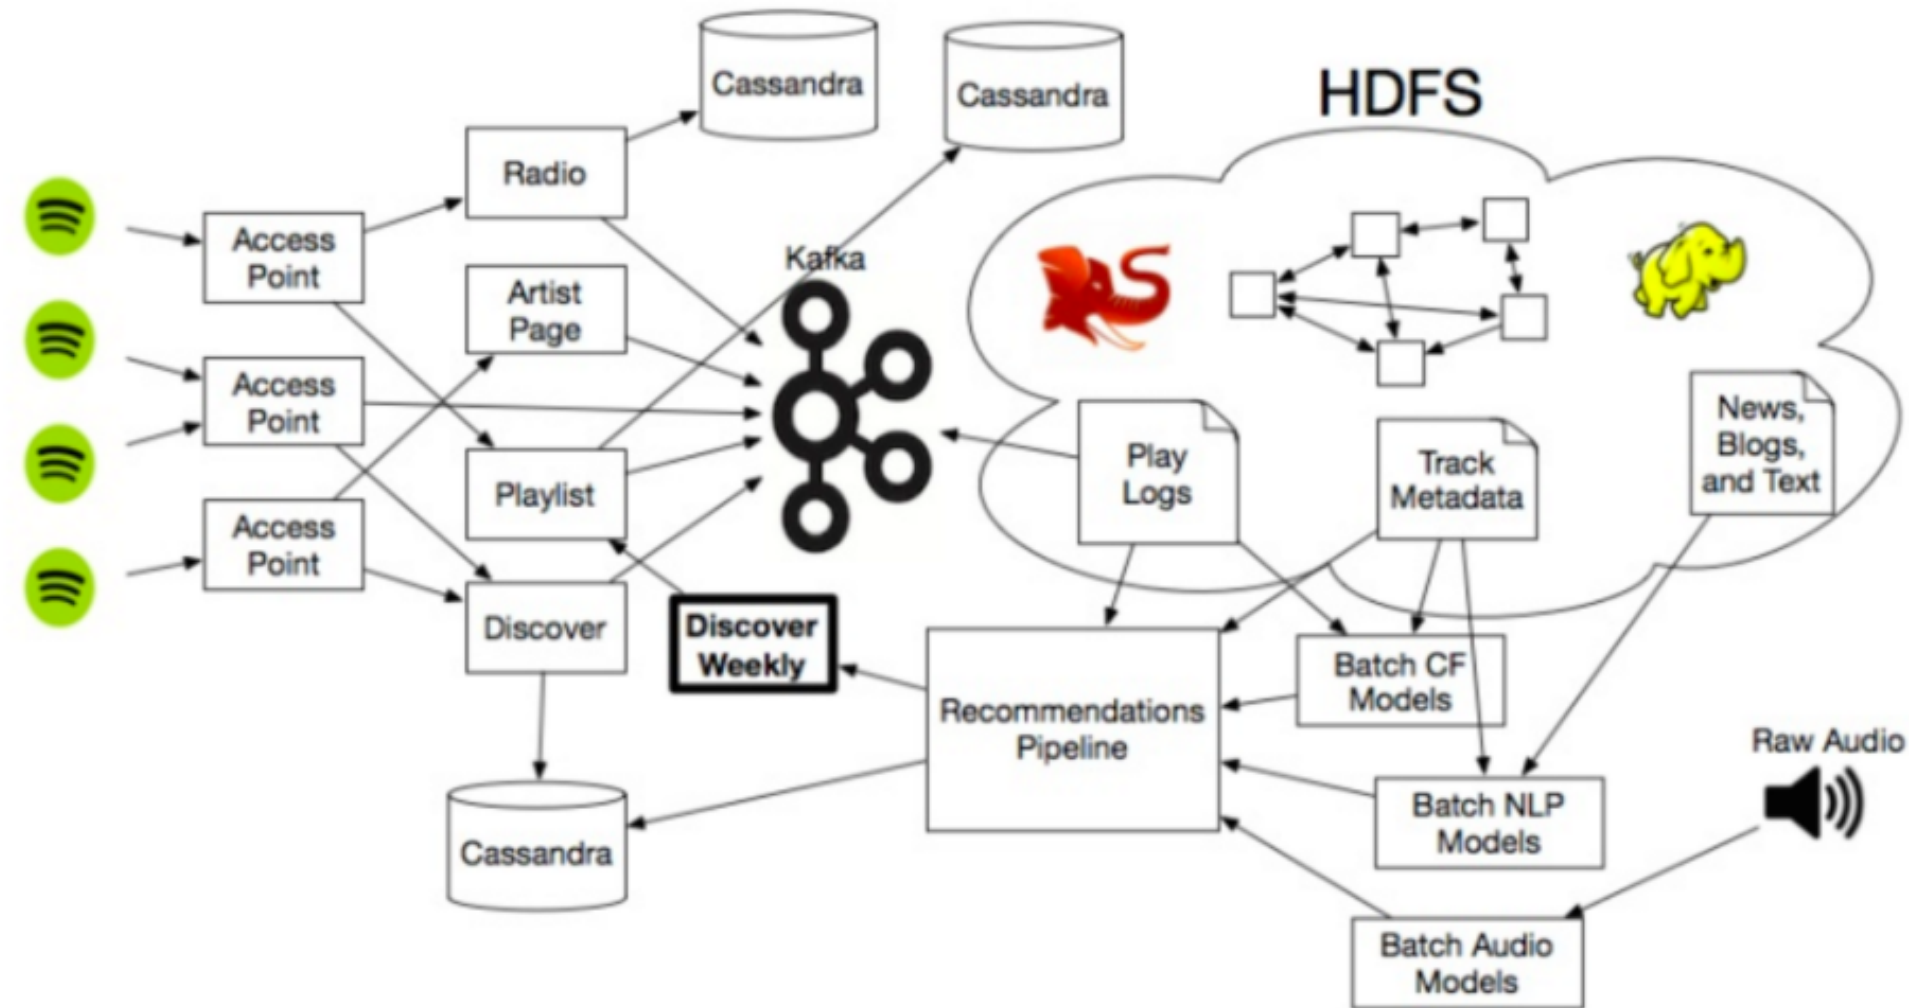 Cassandra
Cassandra
HDFS
Radio
Access
Point
Kafka
Artist
Page
Access
Point
News,
Blogs,
and Text
Play
Logs
Track
Metadata
Playlist
Access
Point
Discover
Discover
Weekly
Batch CF
Models
Recommendations
Pipeline
Raw Audio
Batch NLP
Models
Cassandra
Batch Audio
Models